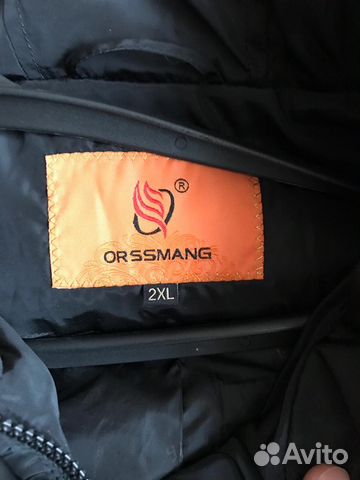 ®
ORSSMANG
2XL
Avito